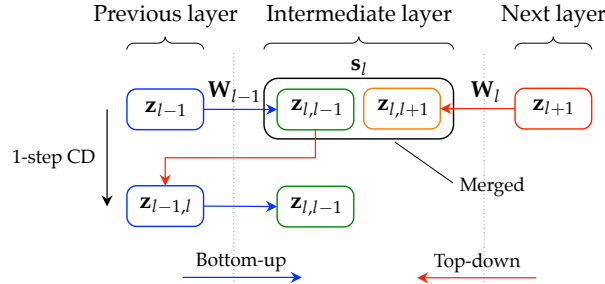 Previous layer Intermediate layer Next layer
s_l
W_{l−1} W_l
z_{l−1} z_{l,l−1} z_{l,l+1} z_{l+1}
1-step CD
Merged
z_{l−1,l} z_{l,l−1}
Bottom-up Top-down